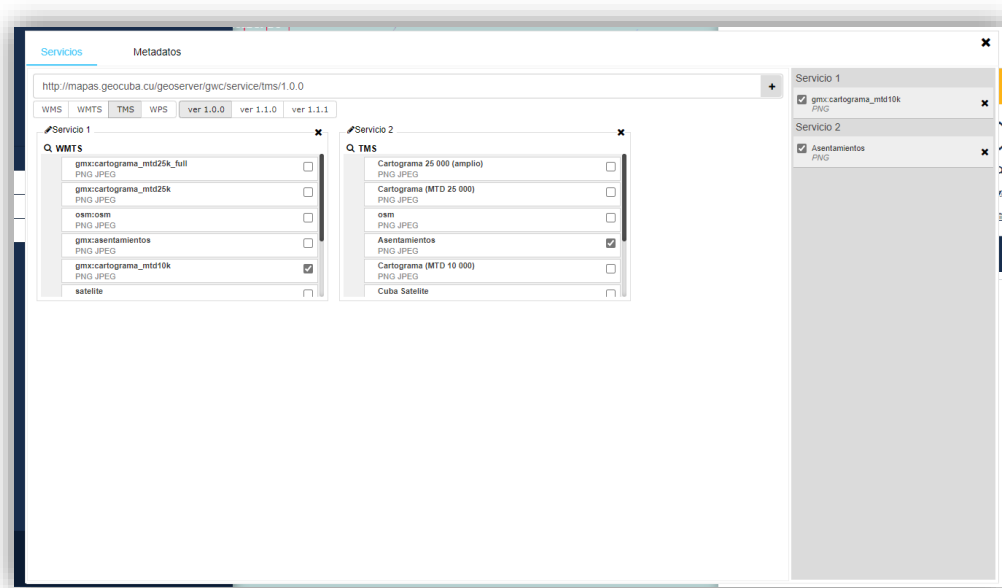 Servicios Metadatos
http://mapas.geocuba.cu/geoserver/gwc/service/tms/1.0.0
WMS WMTS TMS WPS ver 1.0.0 ver 1.1.0 ver 1.1.1
Servicio 1
WMTS
gmx:cartograma_mtd25k_full
PNG JPEG
gmx:cartograma_mtd25k
PNG JPEG
osm:osm
PNG JPEG
gmx:asentamientos
PNG JPEG
gmx:cartograma_mtd10k
PNG JPEG
satelite
Servicio 2
TMS
Cartograma 25 000 (amplio)
PNG JPEG
Cartograma (MTD 25 000)
PNG JPEG
osm
PNG JPEG
Asentamientos
PNG JPEG
Cartograma (MTD 10 000)
PNG JPEG
Cuba Satelite
Servicio 1
gmx:cartograma_mtd10k
PNG
Servicio 2
Asentamientos
PNG